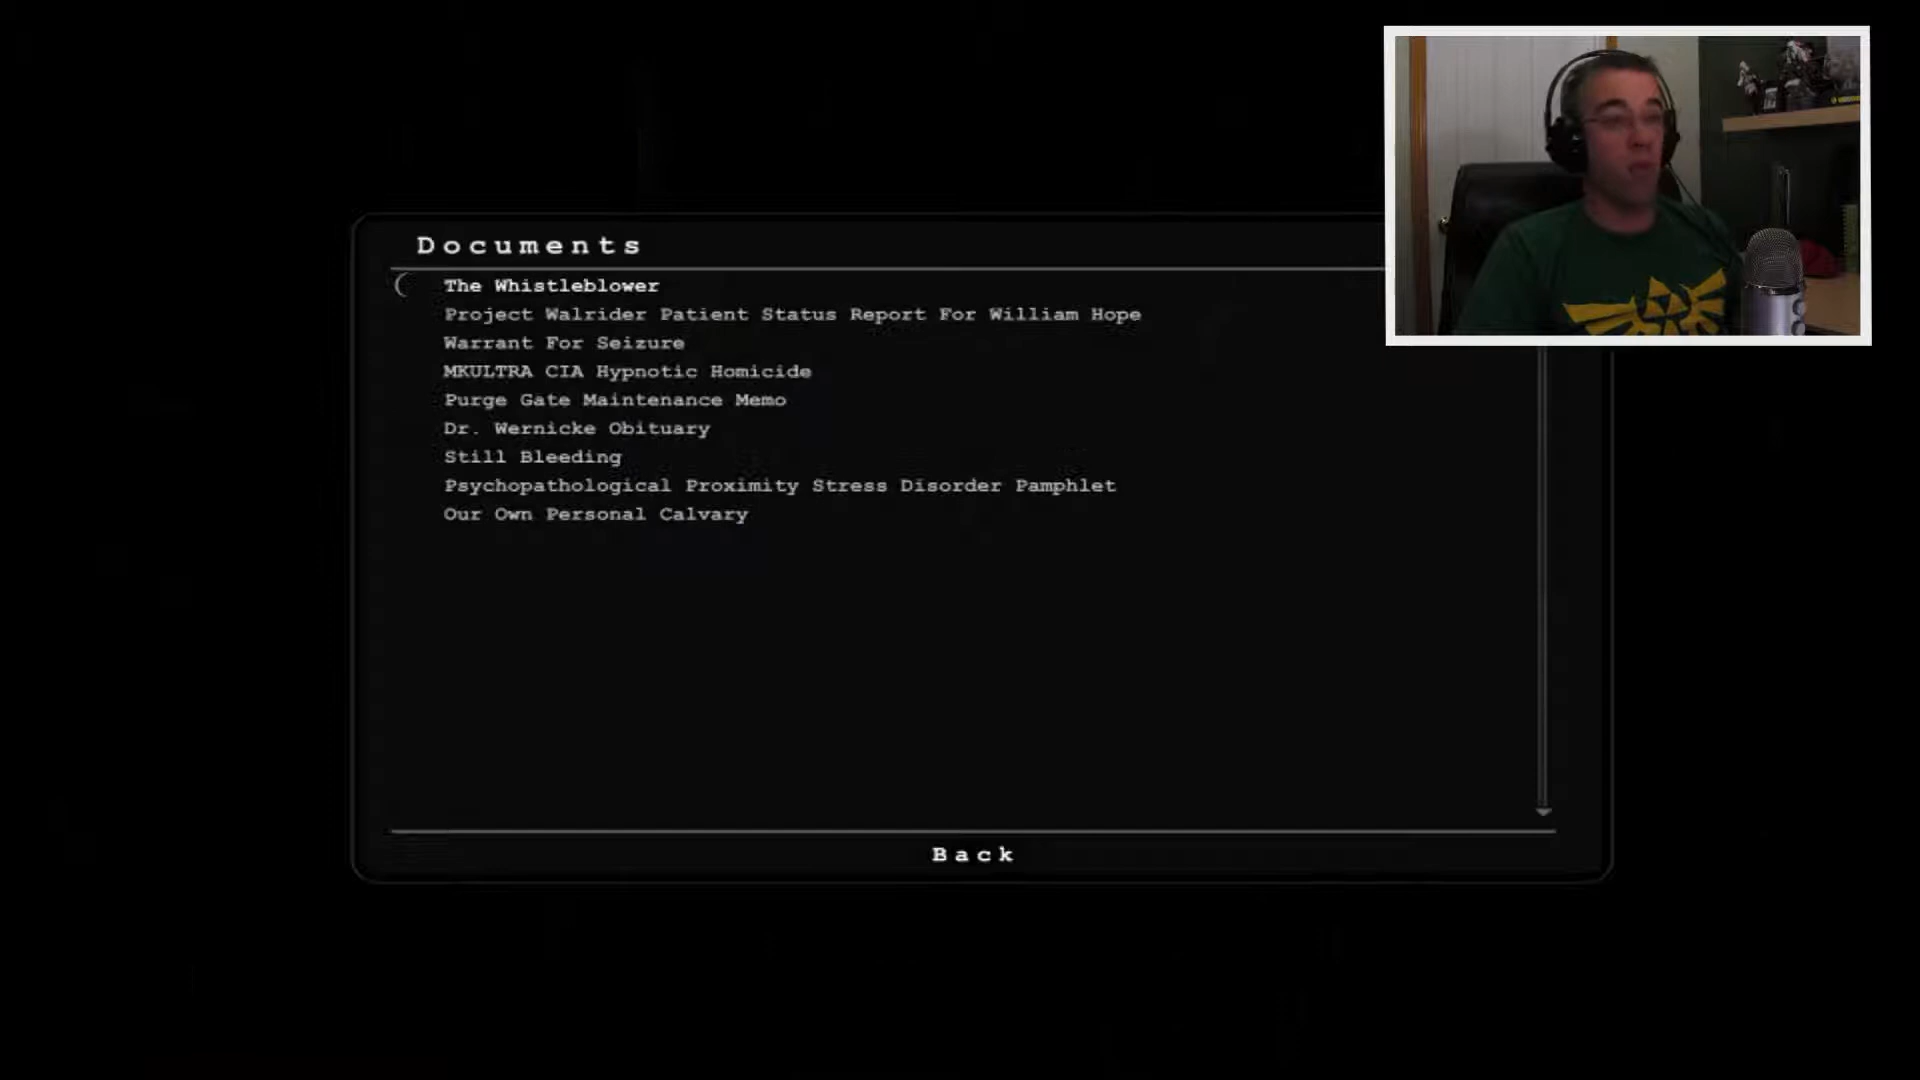 Documents
The Whistleblower
Project Walrider Patient Status Report For William Hope
Warrant For Seizure
MKULTRA CIA Hypnotic Homicide
Purge Gate Maintenance Memo
Dr. Wernicke Obituary
Still Bleeding
Psychopathological Proximity Stress Disorder Pamphlet
Our Own Personal Calvary
Back